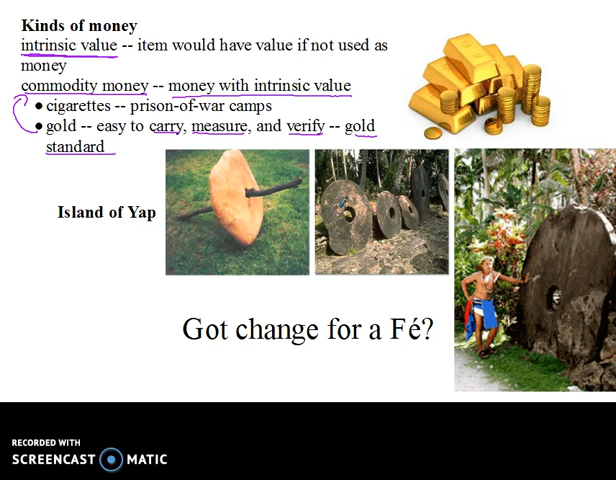 Kinds of money
intrinsic value -- item would have value if not used as
money
commodity money -- money with intrinsic value
• cigarettes -- prison-of-war camps
• gold -- easy to carry, measure, and verify -- gold
standard
Island of Yap
Got change for a Fé?
RECORDED WITH
SCREENCAST MATIC